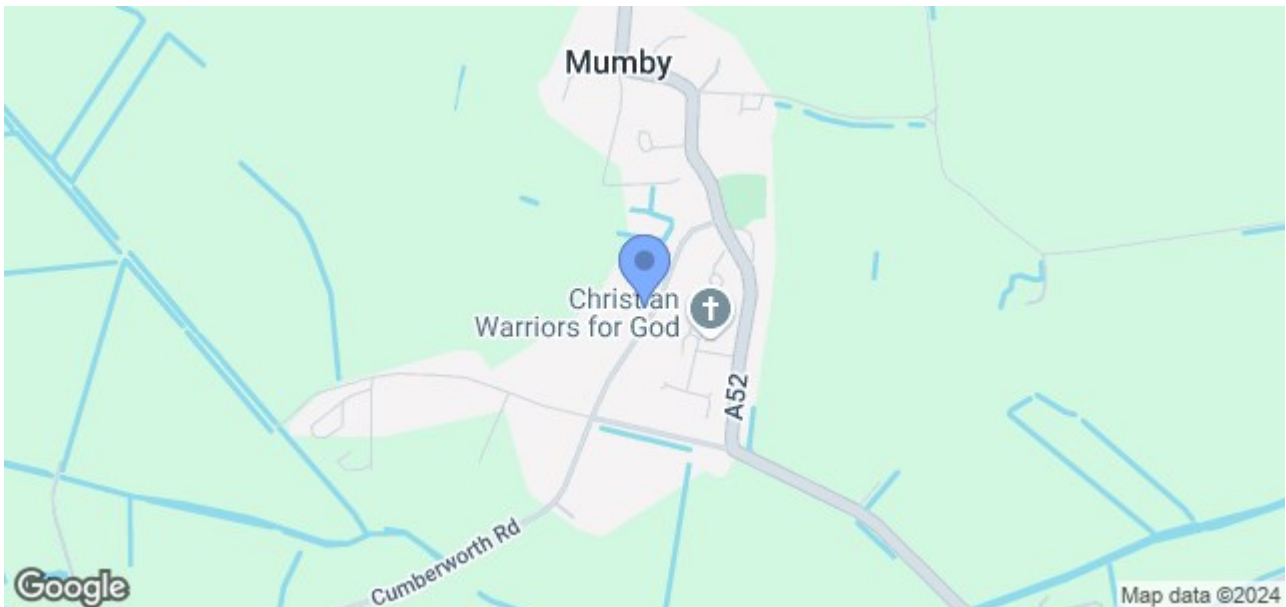 Mumby
Christian
Warriors for God
A52
Cumberworth Rd
Google
Map data ©2024